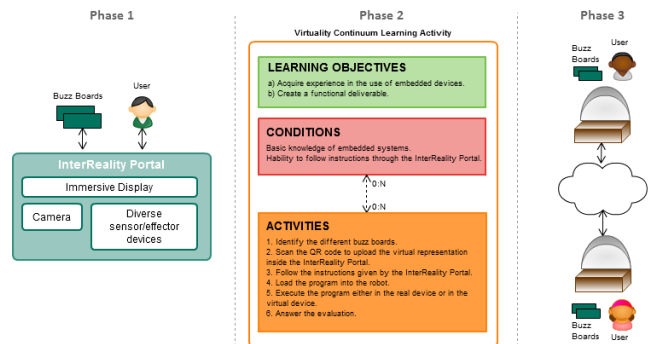 Phase 1
Buzz Boards
User
InterReality Portal
Immersive Display
Camera
Diverse
sensor/effector
devices
Phase 2
Virtuality Continuum Learning Activity
LEARNING OBJECTIVES
a) Acquire experience in the use of embedded devices.
b) Create a functional deliverable.
CONDITIONS
Basic knowledge of embedded systems.
Hability to follow instructions through the InterReality Portal.
0:N
0:N
ACTIVITIES
1. Identify the different buzz boards.
2. Scan the QR code to upload the virtual representation
inside the InterReality Portal.
3. Follow the instructions given by the InterReality Portal.
4. Load the program into the robot.
5. Execute the program either in the real device or in the
virtual device.
6. Answer the evaluation.
Phase 3
User
Buzz
Boards
Buzz
Boards
User